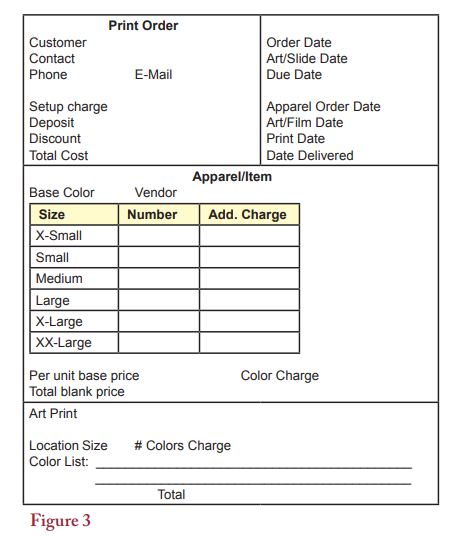 Print Order
Customer
Contact
Phone E-Mail
Setup charge
Deposit
Discount
Total Cost
Order Date
Art/Slide Date
Due Date
Apparel Order Date
Art/Film Date
Print Date
Date Delivered
Apparel/Item
Base Color Vendor
Size Number Add. Charge
X-Small
Small
Medium
Large
X-Large
XX-Large
Per unit base price Color Charge
Total blank price
Art Print
Location Size # Colors Charge
Color List:
Total
Figure 3